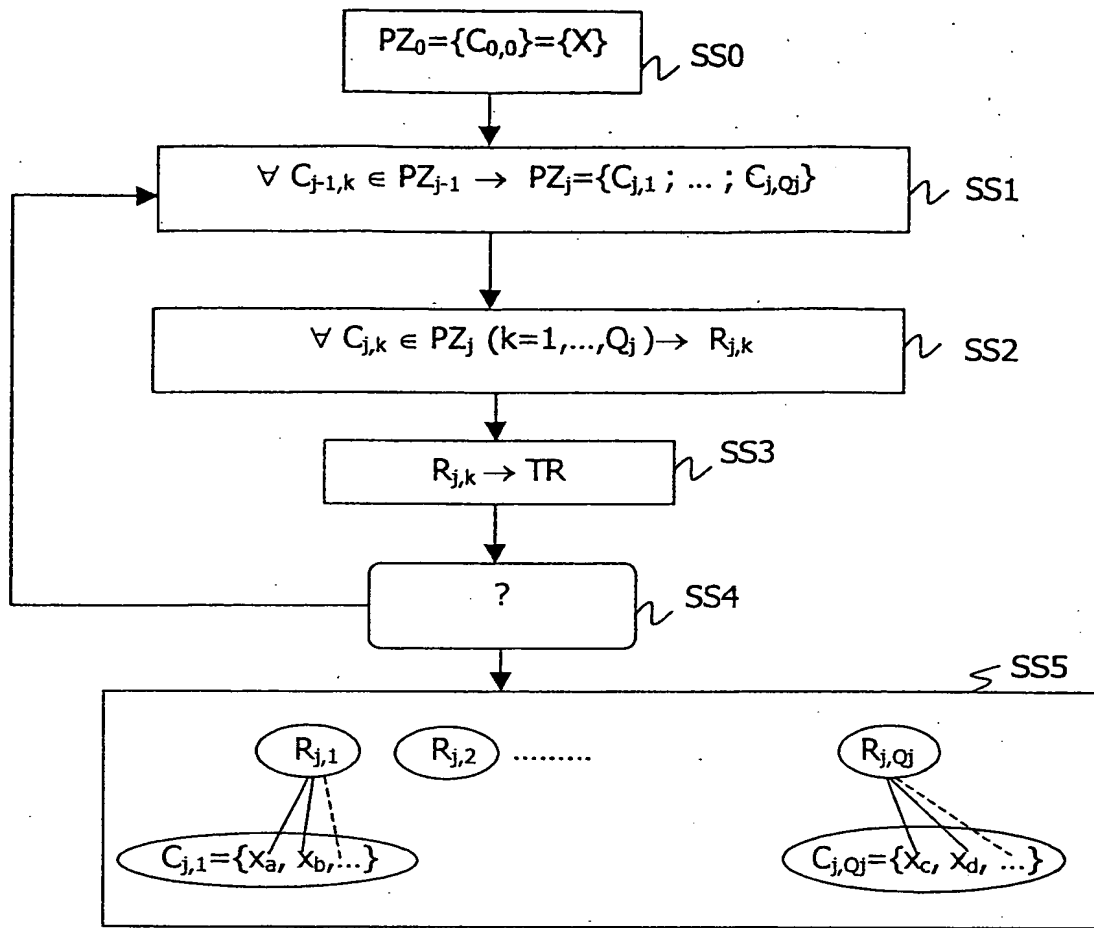 PZ₀={C₀,₀}={X}
SS0
∀ Cⱼ₋₁,ₖ ∈ PZⱼ₋₁ → PZⱼ={Cⱼ,₁ ; ... ; Cⱼ,Qj}
SS1
∀ Cⱼ,ₖ ∈ PZⱼ (k=1,...,Qⱼ)→ Rⱼ,ₖ
SS2
Rⱼ,ₖ → TR
SS3
?
SS4
SS5
Rⱼ,₁
Rⱼ,₂
.........
Rⱼ,Qj
Cⱼ,₁={xₐ, x_b,...}
Cⱼ,Qj={x_c, x_d, ...}